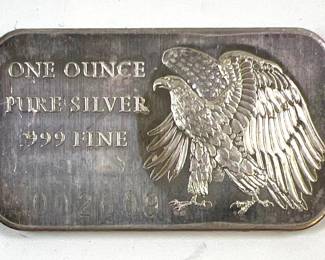 ONE OUNCE
PURE SILVER
.999 FINE